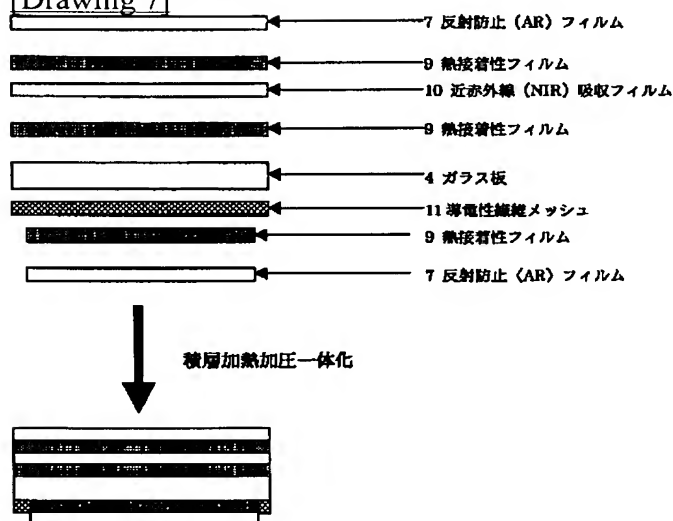 [Drawing 7]
7 反射防止（AR）フィルム
9 熱接着性フィルム
10 近赤外線（NIR）吸収フィルム
9 熱接着性フィルム
4 ガラス板
11 導電性繊維メッシュ
9 熱接着性フィルム
7 反射防止（AR）フィルム
積層加熱加圧一体化